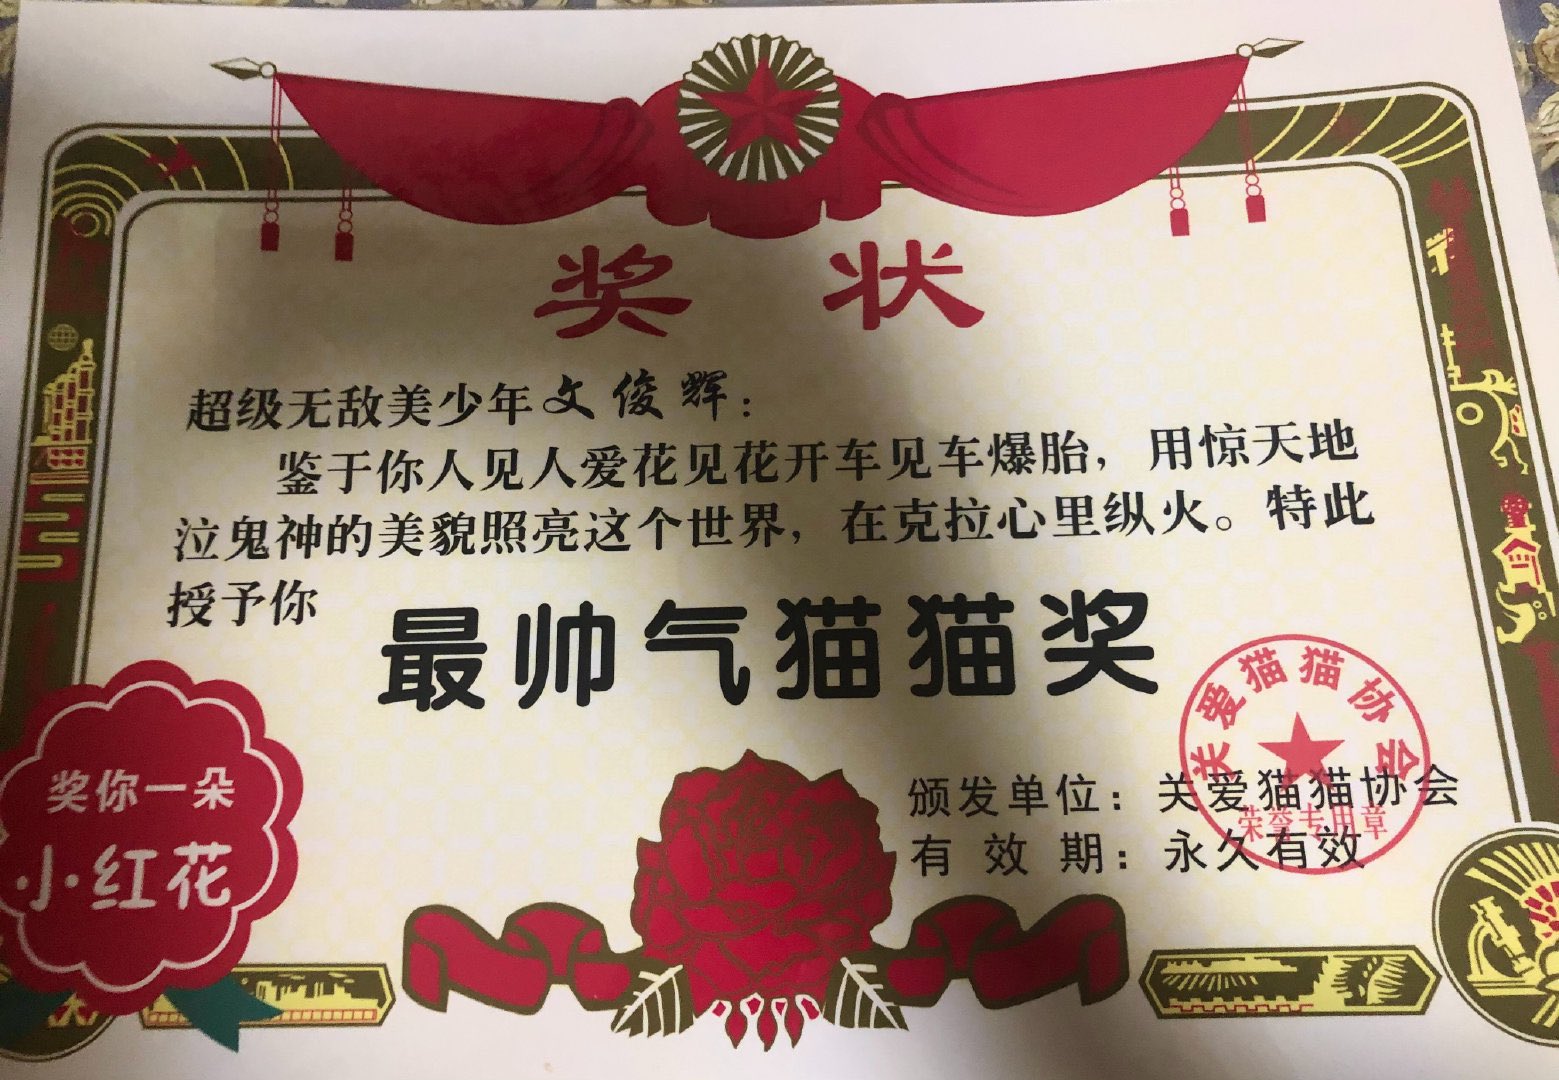 奖 状
超级无敌美少年文俊辉：
鉴于你人见人爱花见花开车见车爆胎，用惊天地
泣鬼神的美貌照亮这个世界，在克拉心里纵火。特此
授予你
最帅气猫猫奖
关爱猫猫协会
奖你一朵
小红花
颁发单位：关爱猫猫协会
荣誉专用章
有 效 期：永久有效